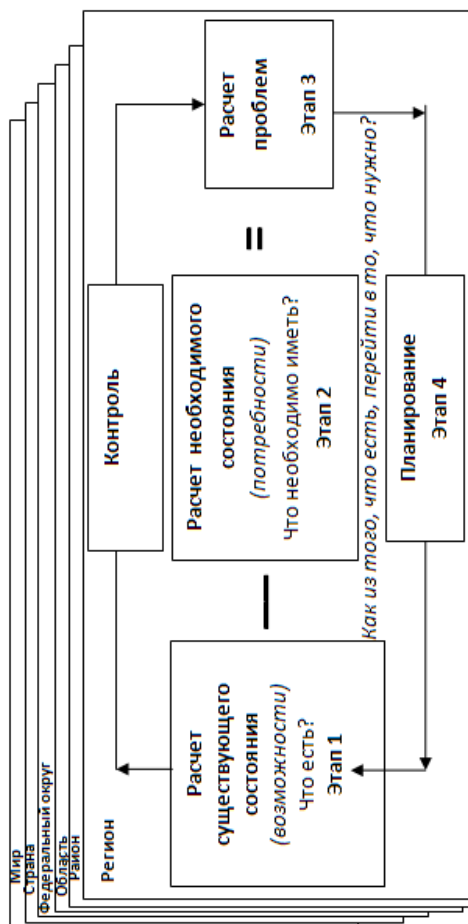 Мир
Страна
Федеральный округ
Область
Район
Регион
Контроль
Расчет
существующего
состояния
(возможности)
Что есть?
Этап 1
—
Расчет необходимого
состояния
(потребности)
Что необходимо иметь?
Этап 2
=
Расчет
проблем
Этап 3
Как из того, что есть, перейти в то, что нужно?
Планирование
Этап 4